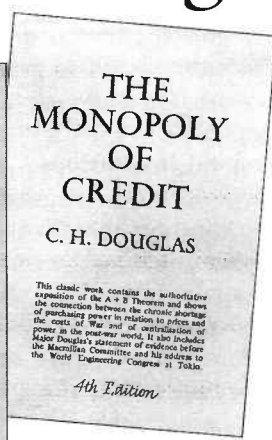 THE
MONOPOLY
OF
CREDIT
C. H. DOUGLAS
This classic work contains the authoritative
exposition of the A + B Theorem and shows
the connection between the chronic shortage
of purchasing power in relation to prices and
the costs of War and of centralisation of
power in the post-war world. It also includes
Major Douglas's statement of evidence before
the Macmillan Committee and his address to
the World Engineering Congress at Tokio.
4th Edition